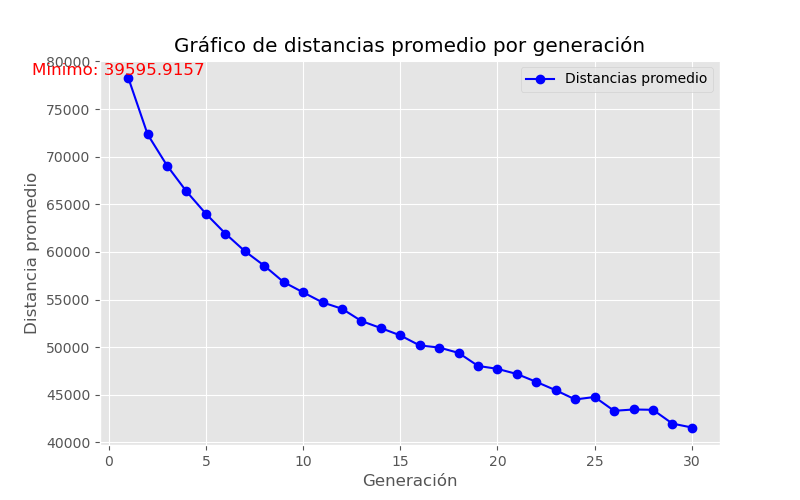 Gráfico de distancias promedio por generación
Mínimo: 39595.9157
Distancias promedio
80000
75000
70000
65000
60000
55000
50000
45000
40000
Distancia promedio
0 5 10 15 20 25 30
Generación